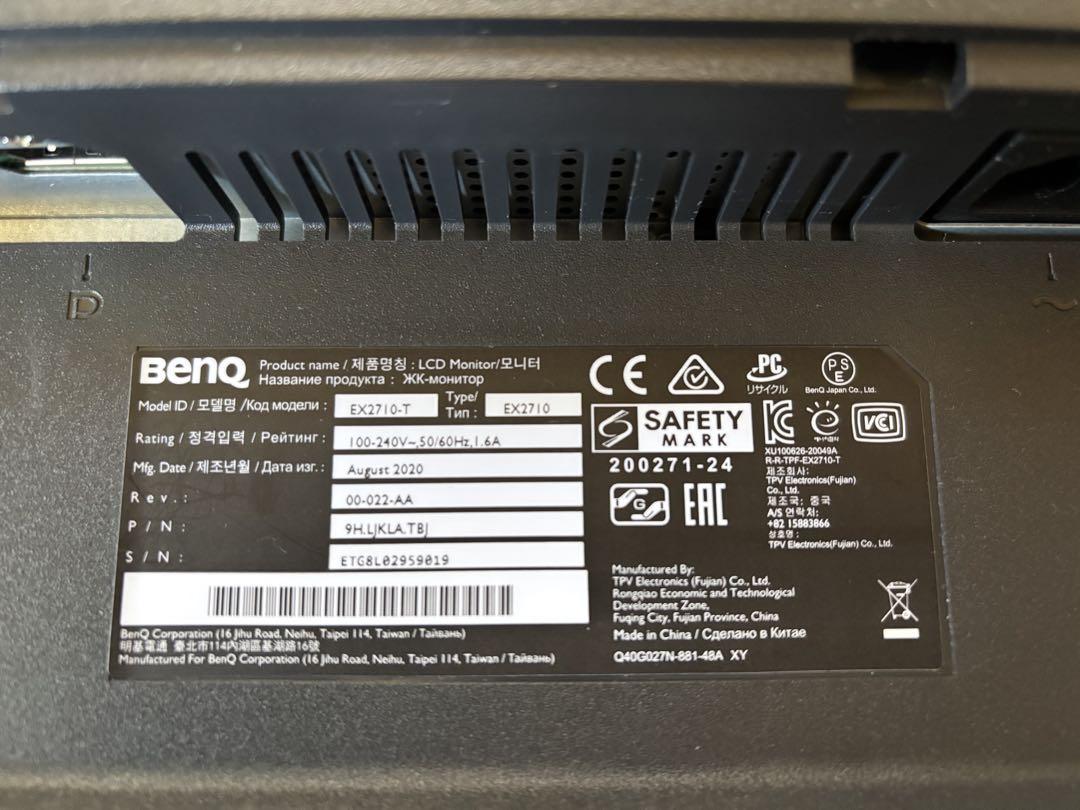 D
BenQ
Product name / 제품명칭 : LCD Monitor/모니터
Название продукта : ЖК-монитор
Model ID / 모델명 /Код модели : EX2710-T Type/ Тип : EX2710
Rating / 정격입력 / Рейтинг : 100-240V~,50/60Hz,1.6A
Mfg. Date / 제조년월 /Дата изг.: August 2020
Rev.: 00-022-AA
P/N: 9H.LJKLA.TBJ
S/N: ETG8L02959019
BenQ Corporation (16 Jihu Road, Neihu, Taipei 114, Taiwan / Тайвань)
明基電通 臺北市114內湖區基湖路16號
Manufactured For BenQ Corporation (16 Jihu Road, Neihu, Taipei 114, Taiwan / Тайвань)
CE
PC
リサイクル
PS
E
BenQ Japan Co., Ltd.
SAFETY
MARK
200271-24
KC
에너지절약
VCCI
XU100626-20049A
R-R-TPF-EX2710-T
제조회사:
TPV Electronics(Fujian)
Co., Ltd.
제조국: 중국
A/S 연락처:
+82 15883866
상호명 :
TPV Electronics(Fujian) Co., Ltd.
G
EAC
Manufactured By:
TPV Electronics (Fujian) Co., Ltd.
Rongqiao Economic and Technological
Development Zone,
Fuqing City, Fujian Province, China
Made in China / Сделано в Китае
Q40G027N-881-48A XY